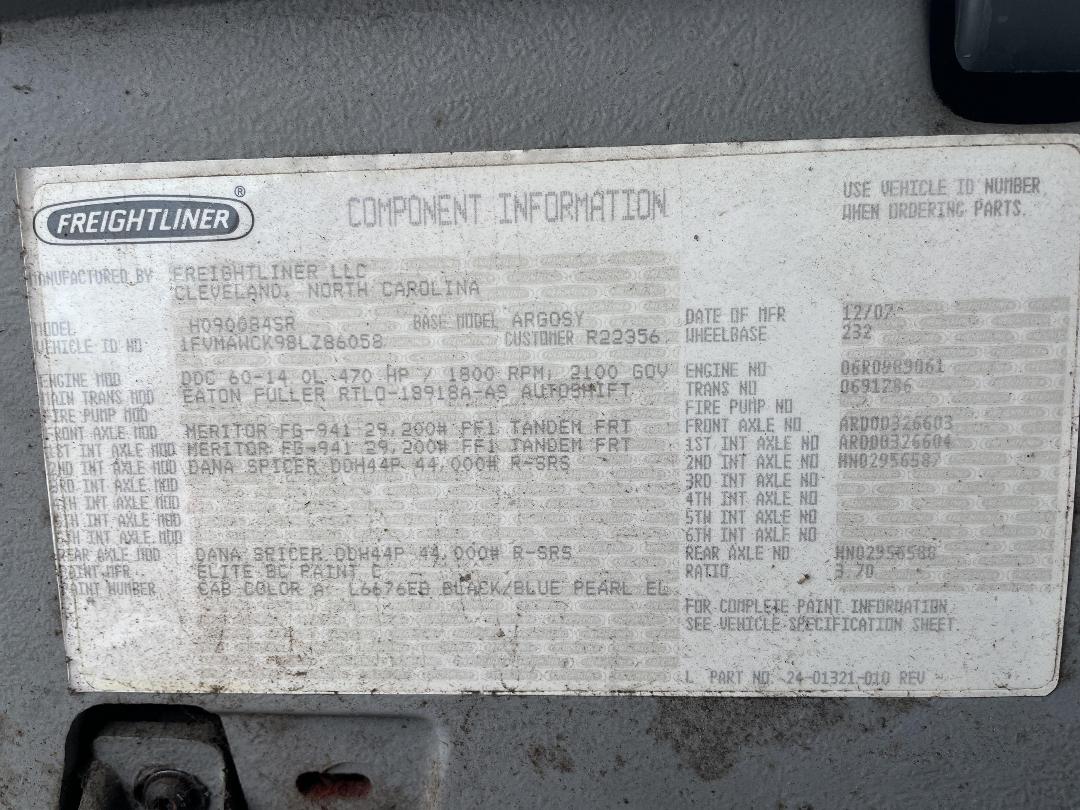 FREIGHTLINER ®
COMPONENT INFORMATION
USE VEHICLE ID NUMBER
WHEN ORDERING PARTS.
MANUFACTURED BY FREIGHTLINER LLC
CLEVELAND, NORTH CAROLINA
MODEL H090084SR BASE MODEL ARGOSY
VEHICLE ID NO 1FVMAWCK98LZ86058 CUSTOMER R22356
ENGINE MOD DDC 60-14.0L 470 HP / 1800 RPM; 2100 GOV
MAIN TRANS MOD EATON FULLER RTLO-18918A-AS AUTOSHIFT
FIRE PUMP MOD
FRONT AXLE MOD MERITOR FG-941 29,200# FF1 TANDEM FRT
1ST INT AXLE MOD MERITOR FG-941 29,200# FF1 TANDEM FRT
2ND INT AXLE MOD DANA SPICER DDH44P 44,000# R-SRS
3RD INT AXLE MOD
4TH INT AXLE MOD
5TH INT AXLE MOD
6TH INT AXLE MOD
REAR AXLE MOD DANA SPICER DDH44P 44,000# R-SRS
PAINT MFR ELITE BC PAINT C
PAINT NUMBER CAB COLOR A L6676EB BLACK/BLUE PEARL EL
DATE OF MFR 12/07
WHEELBASE 232
ENGINE NO 06R0989061
TRANS NO 0691286
FIRE PUMP NO
FRONT AXLE NO ARD00326603
1ST INT AXLE NO ARD00326604
2ND INT AXLE NO HN02956587
3RD INT AXLE NO
4TH INT AXLE NO
5TH INT AXLE NO
6TH INT AXLE NO
REAR AXLE NO HN02956588
RATIO 3.70
FOR COMPLETE PAINT INFORMATION,
SEE VEHICLE SPECIFICATION SHEET.
L PART NO. 24-01321-010 REV -